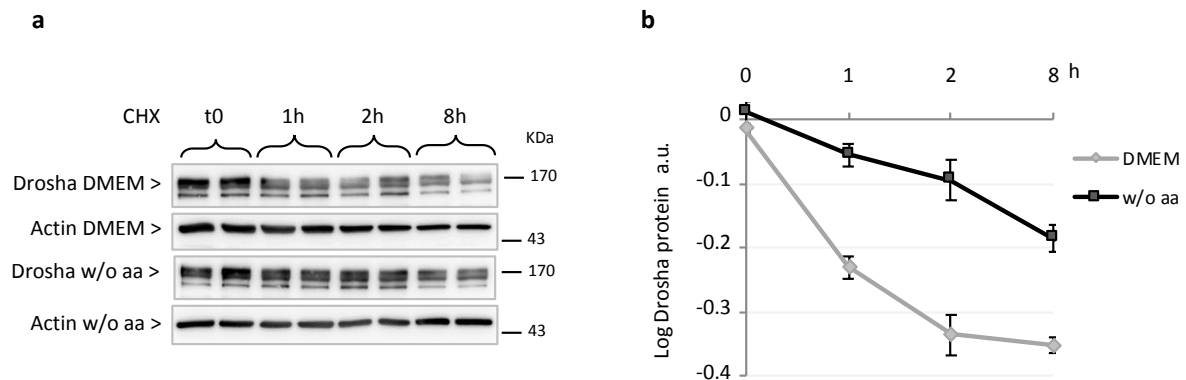 a
CHX t0 1h 2h 8h KDa
Drosha DMEM > 170
Actin DMEM > 43
Drosha w/o aa > 170
Actin w/o aa > 43
b
0 1 2 8 h
0
-0.1
-0.2
-0.3
-0.4
Log Drosha protein a.u.
DMEM
w/o aa